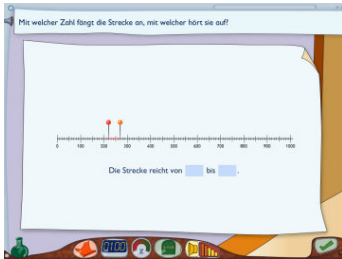 Mit welcher Zahl fängt die Strecke an, mit welcher hört sie auf?
0 100 200 300 400 500 600 700 800 900 1000
Die Strecke reicht von bis .